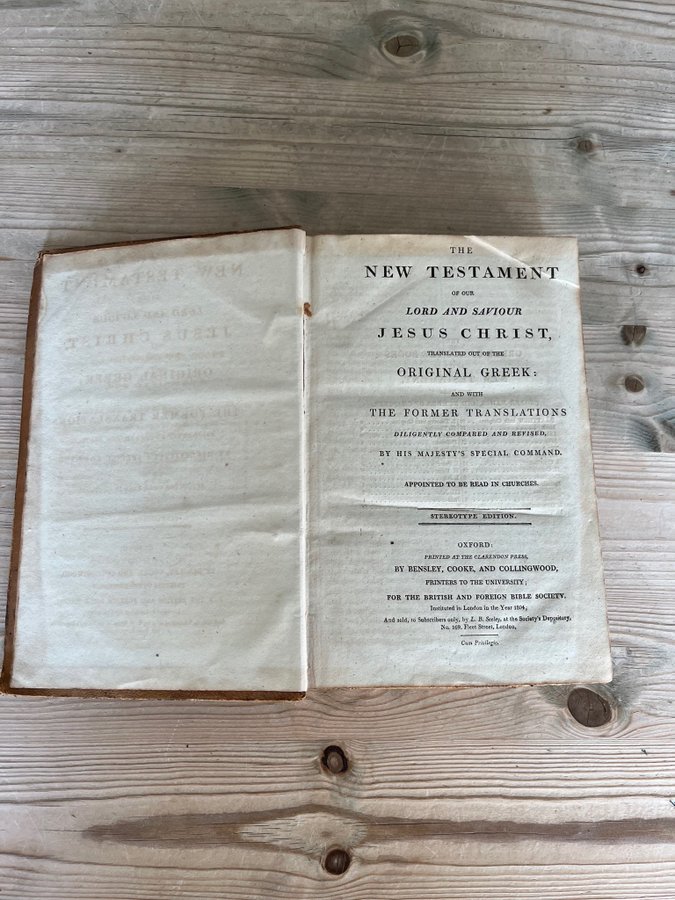 THE
NEW TESTAMENT
OF OUR
LORD AND SAVIOUR
JESUS CHRIST,
TRANSLATED OUT OF THE
ORIGINAL GREEK:
AND WITH
THE FORMER TRANSLATIONS
DILIGENTLY COMPARED AND REVISED,
BY HIS MAJESTY'S SPECIAL COMMAND.
APPOINTED TO BE READ IN CHURCHES.
STEREOTYPE EDITION.
OXFORD:
PRINTED AT THE CLARENDON PRESS,
BY BENSLEY, COOKE, AND COLLINGWOOD,
PRINTERS TO THE UNIVERSITY;
FOR THE BRITISH AND FOREIGN BIBLE SOCIETY,
Instituted in London in the Year 1804;
And sold, to Subscribers only, by L. B. Seeley, at the Society's Depository,
No. 169, Fleet Street, London.
Cum Privilegio.